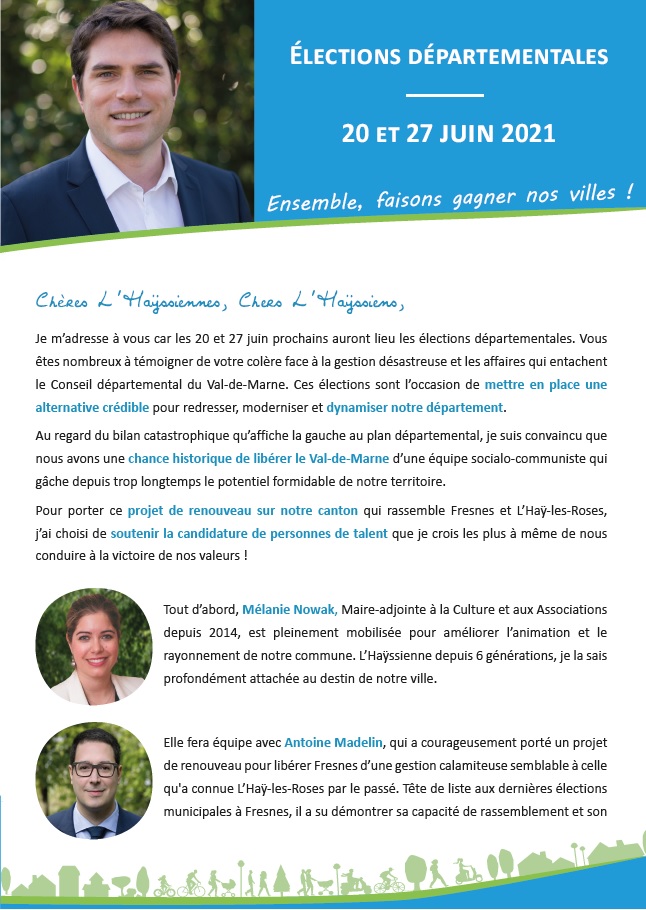 ÉLECTIONS DÉPARTEMENTALES
20 ET 27 JUIN 2021
Ensemble, faisons gagner nos villes !
Chères L'Haÿssiennes, Chers L'Haÿssiens,
Je m’adresse à vous car les 20 et 27 juin prochains auront lieu les élections départementales. Vous
êtes nombreux à témoigner de votre colère face à la gestion désastreuse et les affaires qui entachent
le Conseil départemental du Val-de-Marne. Ces élections sont l’occasion de mettre en place une
alternative crédible pour redresser, moderniser et dynamiser notre département.
Au regard du bilan catastrophique qu’affiche la gauche au plan départemental, je suis convaincu que
nous avons une chance historique de libérer le Val-de-Marne d’une équipe socialo-communiste qui
gâche depuis trop longtemps le potentiel formidable de notre territoire.
Pour porter ce projet de renouveau sur notre canton qui rassemble Fresnes et L’Haÿ-les-Roses,
j’ai choisi de soutenir la candidature de personnes de talent que je crois les plus à même de nous
conduire à la victoire de nos valeurs !
Tout d’abord, Mélanie Nowak, Maire-adjointe à la Culture et aux Associations
depuis 2014, est pleinement mobilisée pour améliorer l’animation et le
rayonnement de notre commune. L’Haÿssienne depuis 6 générations, je la sais
profondément attachée au destin de notre ville.
Elle fera équipe avec Antoine Madelin, qui a courageusement porté un projet
de renouveau pour libérer Fresnes d’une gestion calamiteuse semblable à celle
qu'a connue L’Haÿ-les-Roses par le passé. Tête de liste aux dernières élections
municipales à Fresnes, il a su démontrer sa capacité de rassemblement et son